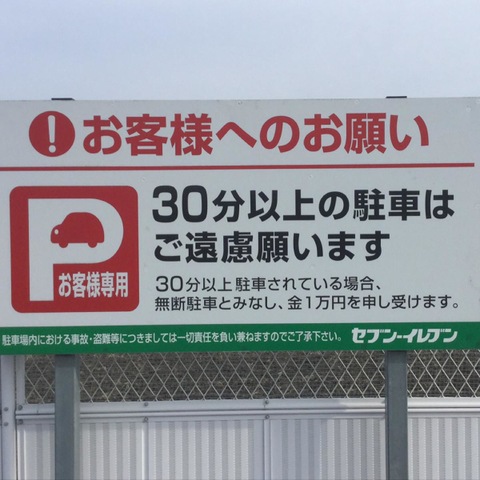 ！お客様へのお願い
P
お客様専用
30分以上の駐車は
ご遠慮願います
30分以上駐車されている場合、
無断駐車とみなし、金1万円を申し受けます。
駐車場内における事故・盗難等につきましては一切責任を負い兼ねますのでご了承下さい。
セブン-イレブン